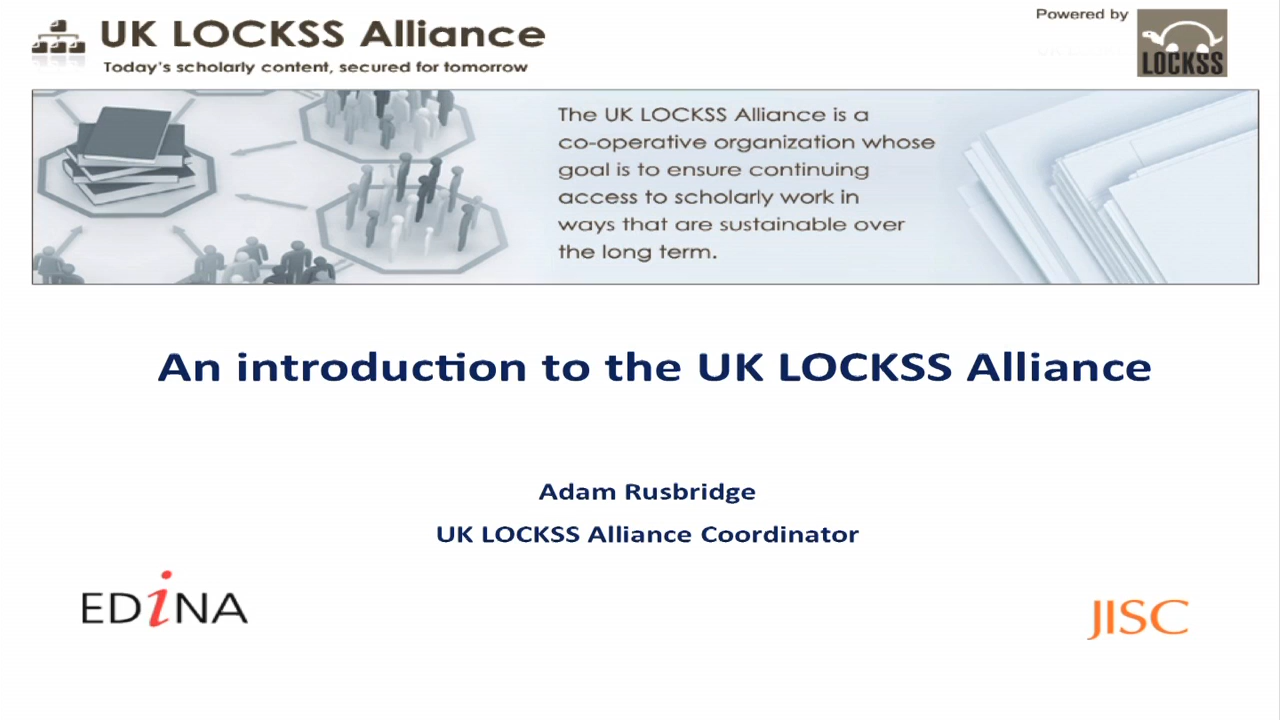 UK LOCKSS Alliance
Today's scholarly content, secured for tomorrow
Powered by
LOCKSS
The UK LOCKSS Alliance is a
co-operative organization whose
goal is to ensure continuing
access to scholarly work in
ways that are sustainable over
the long term.
An introduction to the UK LOCKSS Alliance
Adam Rusbridge
UK LOCKSS Alliance Coordinator
EDiNA
JISC